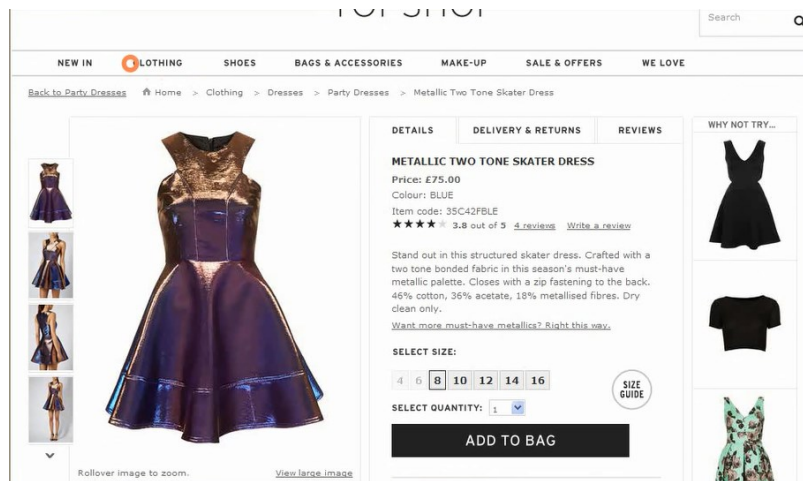 TOPSHOP
Search
NEW IN CLOTHING SHOES BAGS & ACCESSORIES MAKE-UP SALE & OFFERS WE LOVE
Back to Party Dresses Home > Clothing > Dresses > Party Dresses > Metallic Two Tone Skater Dress
DETAILS DELIVERY & RETURNS REVIEWS
WHY NOT TRY...
METALLIC TWO TONE SKATER DRESS
Price: £75.00
Colour: BLUE
Item code: 35C42FBLE
3.8 out of 5 4 reviews Write a review
Stand out in this structured skater dress. Crafted with a
two tone bonded fabric in this season's must-have
metallic palette. Closes with a zip fastening to the back.
46% cotton, 36% acetate, 18% metallised fibres. Dry
clean only.
Want more must-have metallics? Right this way.
SELECT SIZE:
4 6 8 10 12 14 16
SIZE
GUIDE
SELECT QUANTITY: 1
ADD TO BAG
Rollover image to zoom. View large image